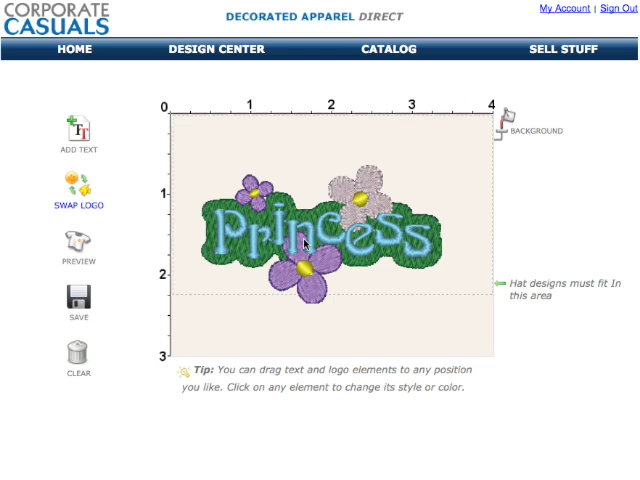 CORPORATE
CASUALS
DECORATED APPAREL DIRECT
My Account | Sign Out
HOME
DESIGN CENTER
CATALOG
SELL STUFF
0 1 2 3 4
1
2
3
ADD TEXT
SWAP LOGO
PREVIEW
SAVE
CLEAR
BACKGROUND
Princess
Hat designs must fit In
this area
Tip: You can drag text and logo elements to any position
you like. Click on any element to change its style or color.